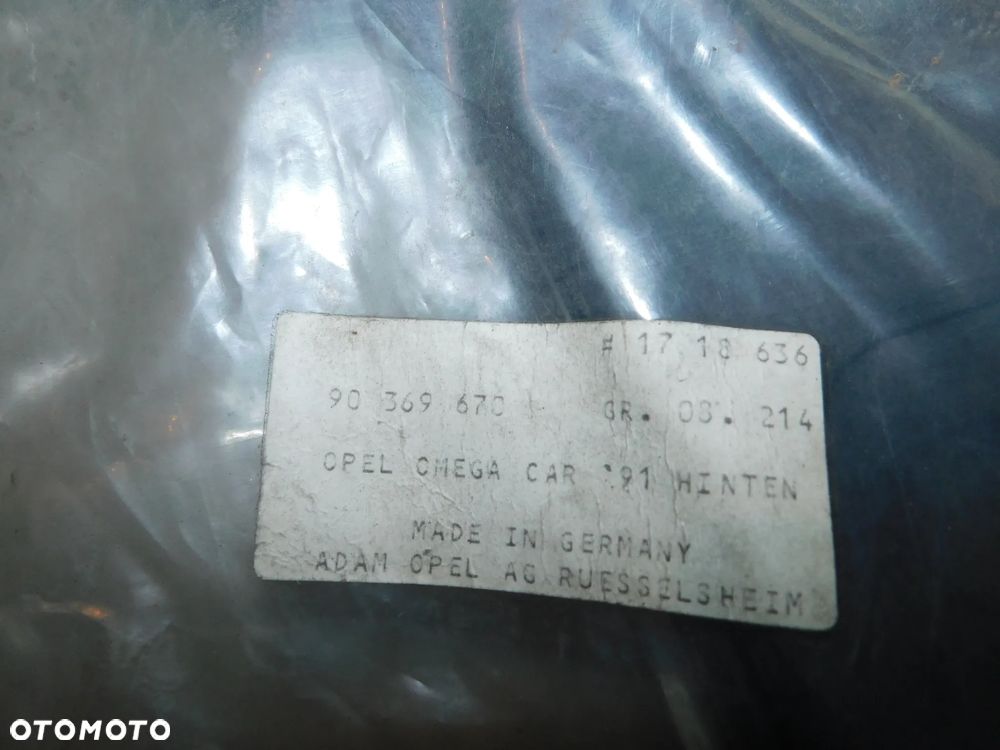 # 17 18 636
90 369 670 GR. 08. 214
OPEL OMEGA CAR '91 HINTEN
MADE IN GERMANY
ADAM OPEL AG RUESSELSHEIM
OTOMOTO